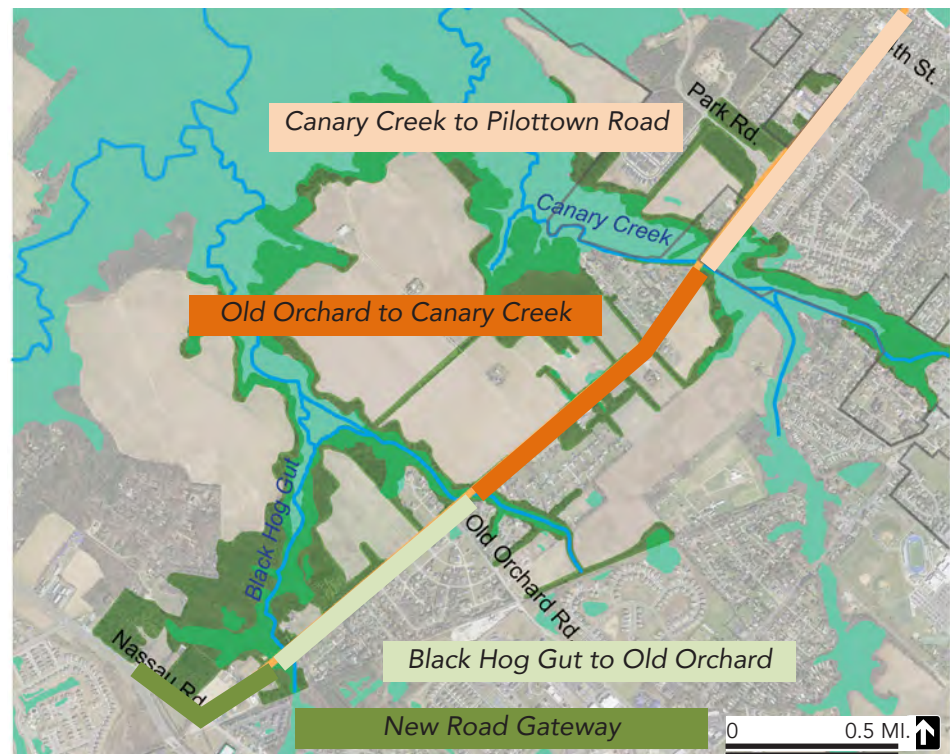 4th St.
Park Rd.
Canary Creek to Pilottown Road
Canary Creek
Old Orchard to Canary Creek
Black Hog Gut
Old Orchard Rd
Nassau Rd
Black Hog Gut to Old Orchard
New Road Gateway
0 0.5 MI.